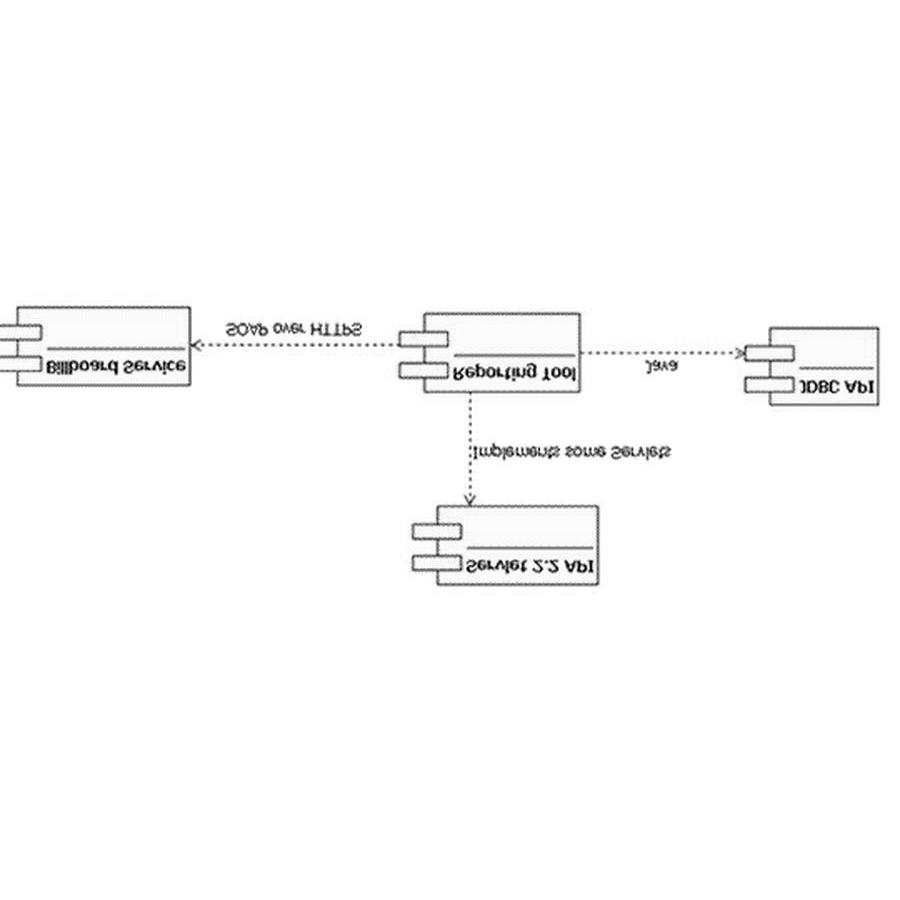 SOAP over HTTPS
Billboard Service
Reporting Tool
Java
JDBC API
Implements some Servlets
Servlet 2.2 API